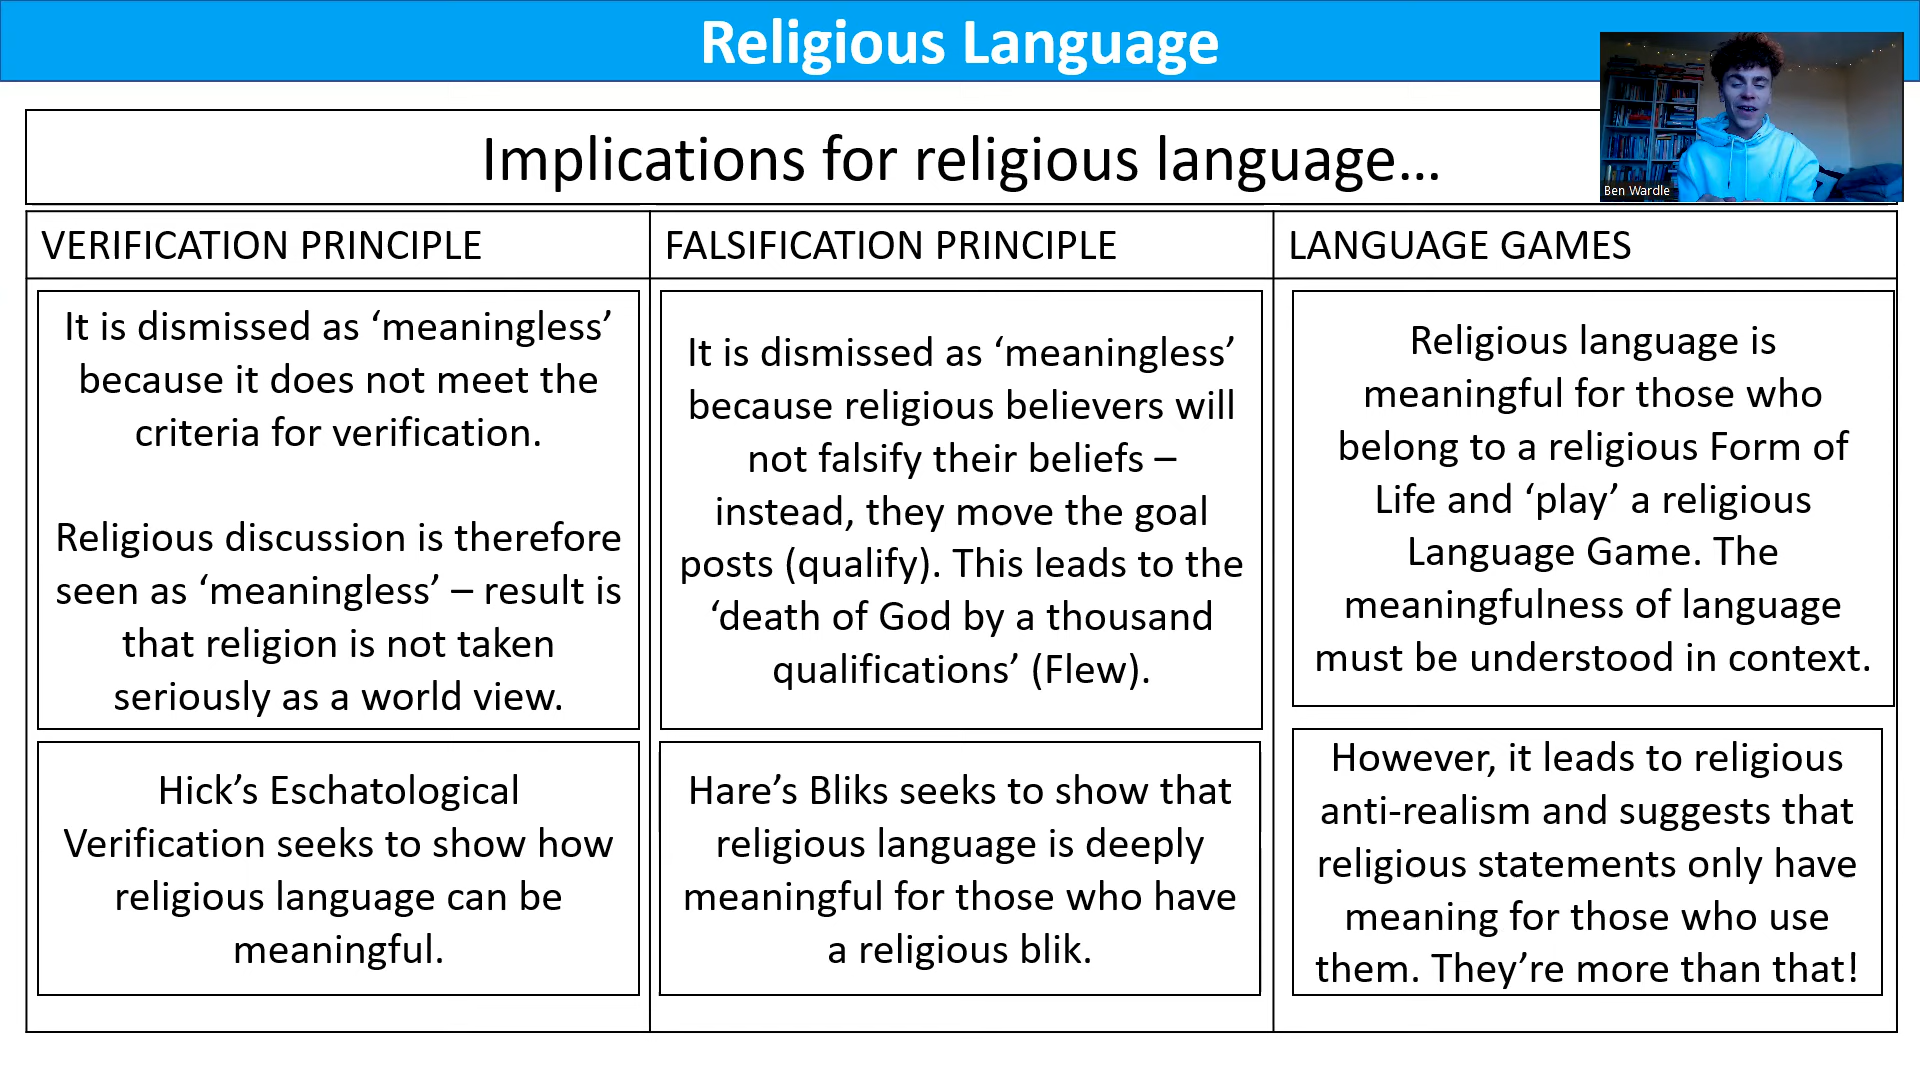 Religious Language
Implications for religious language...
Ben Wardle
VERIFICATION PRINCIPLE
It is dismissed as ‘meaningless’
because it does not meet the
criteria for verification.
Religious discussion is therefore
seen as ‘meaningless’ – result is
that religion is not taken
seriously as a world view.
Hick’s Eschatological
Verification seeks to show how
religious language can be
meaningful.
FALSIFICATION PRINCIPLE
It is dismissed as ‘meaningless’
because religious believers will
not falsify their beliefs –
instead, they move the goal
posts (qualify). This leads to the
‘death of God by a thousand
qualifications’ (Flew).
Hare’s Bliks seeks to show that
religious language is deeply
meaningful for those who have
a religious blik.
LANGUAGE GAMES
Religious language is
meaningful for those who
belong to a religious Form of
Life and ‘play’ a religious
Language Game. The
meaningfulness of language
must be understood in context.
However, it leads to religious
anti-realism and suggests that
religious statements only have
meaning for those who use
them. They’re more than that!